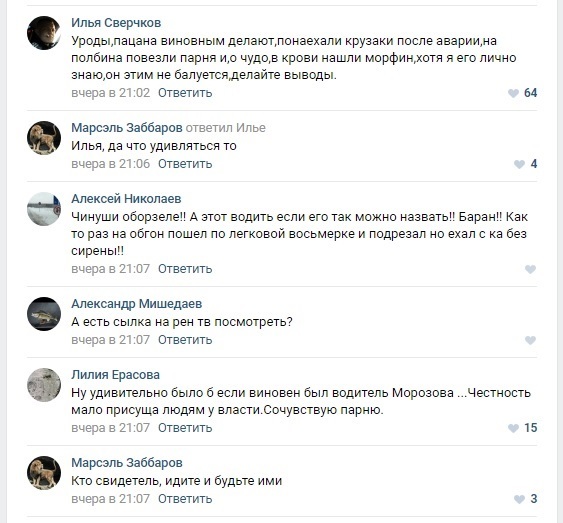 Илья Сверчков
Уроды,пацана виновным делают,понаехали крузаки после аварии,на
полбина повезли парня и,о чудо,в крови нашли морфин,хотя я его лично
знаю,он этим не балуется,делайте выводы.
вчера в 21:02 Ответить 64
Марсэль Заббаров ответил Илье
Илья, да что удивляться то
вчера в 21:06 Ответить 4
Алексей Николаев
Чинуши оборзеле!! А этот водить если его так можно назвать!! Баран!! Как
то раз на обгон пошел по легковой восьмерке и подрезал но ехал с ка без
сирены!!
вчера в 21:07 Ответить
Александр Мишедаев
А есть сылка на рен тв посмотреть?
вчера в 21:07 Ответить
Лилия Ерасова
Ну удивительно было б если виновен был водитель Морозова ...Честность
мало присуща людям у власти.Сочувствую парню.
вчера в 21:07 Ответить 15
Марсэль Заббаров
Кто свидетель, идите и будьте ими
вчера в 21:07 Ответить 3